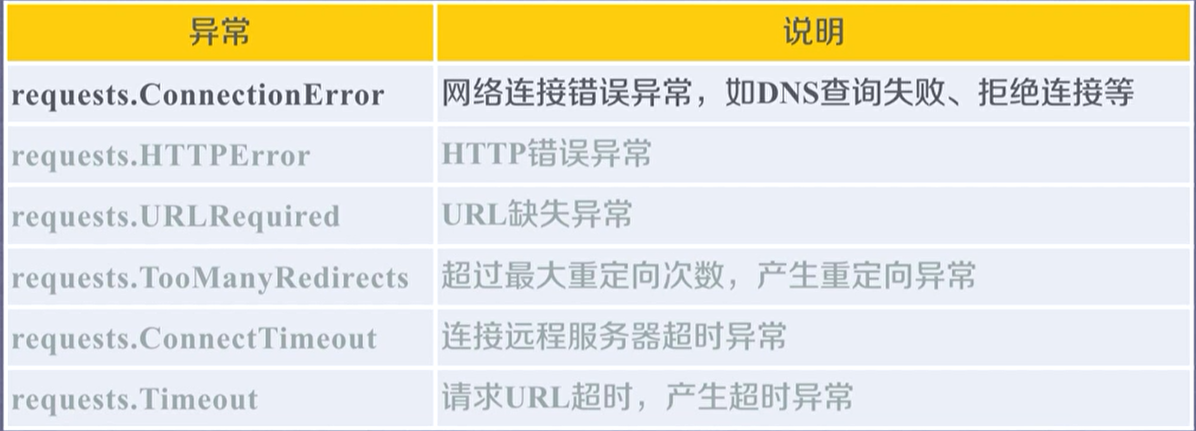 异常 说明
requests.ConnectionError 网络连接错误异常，如DNS查询失败、拒绝连接等
requests.HTTPError HTTP错误异常
requests.URLRequired URL缺失异常
requests.TooManyRedirects 超过最大重定向次数，产生重定向异常
requests.ConnectTimeout 连接远程服务器超时异常
requests.Timeout 请求URL超时，产生超时异常